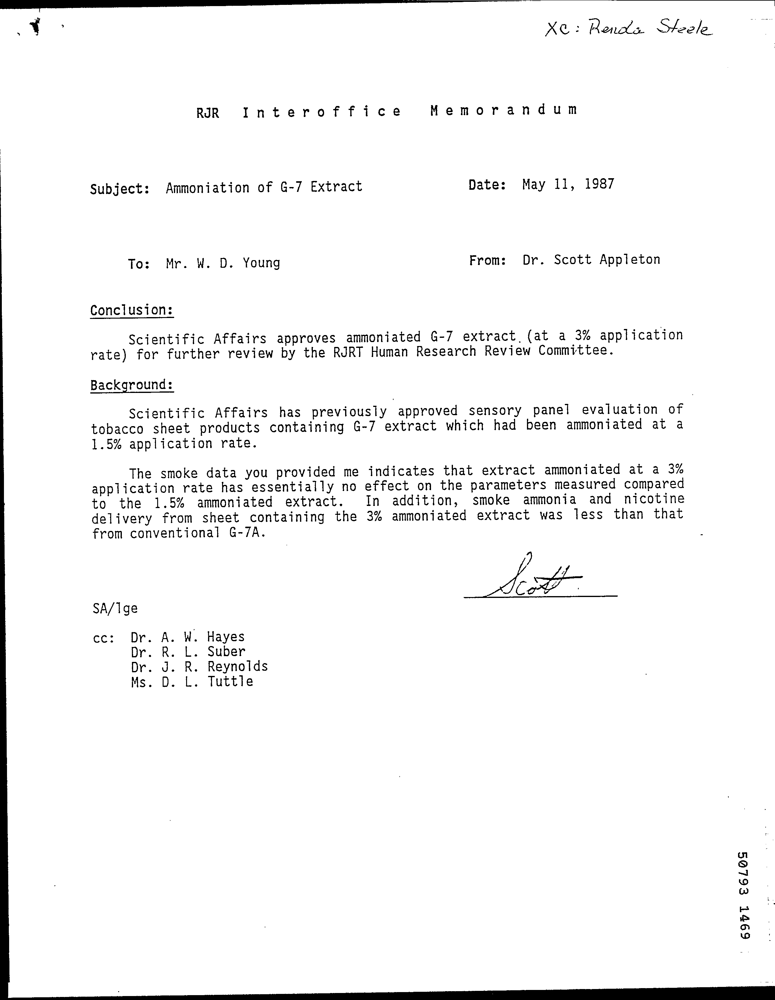 XC: Renda Steele
RJR Interoffice Memorandum
Subject: Ammoniation of G-7 Extract
Date: May 11, 1987
To: Mr. W. D. Young
From: Dr. Scott Appleton
Conclusion:
Scientific Affairs approves ammoniated G-7 extract (at a 3% application
rate) for further review by the RJRT Human Research Review Committee.
Background:
Scientific Affairs has previously approved sensory panel evaluation of
tobacco sheet products containing G-7 extract which had been ammoniated at a
1.5% application rate.
The smoke data you provided me indicates that extract ammoniated at a 3%
application rate has essentially no effect on the parameters measured compared
to the 1.5% ammoniated extract. In addition, smoke ammonia and nicotine
delivery from sheet containing the 3% ammoniated extract was less than that
from conventional G-7A.
Scott
SA/lge
cc: Dr. A. W. Hayes
Dr. R. L. Suber
Dr. J. R. Reynolds
Ms. D. L. Tuttle
50793 1469